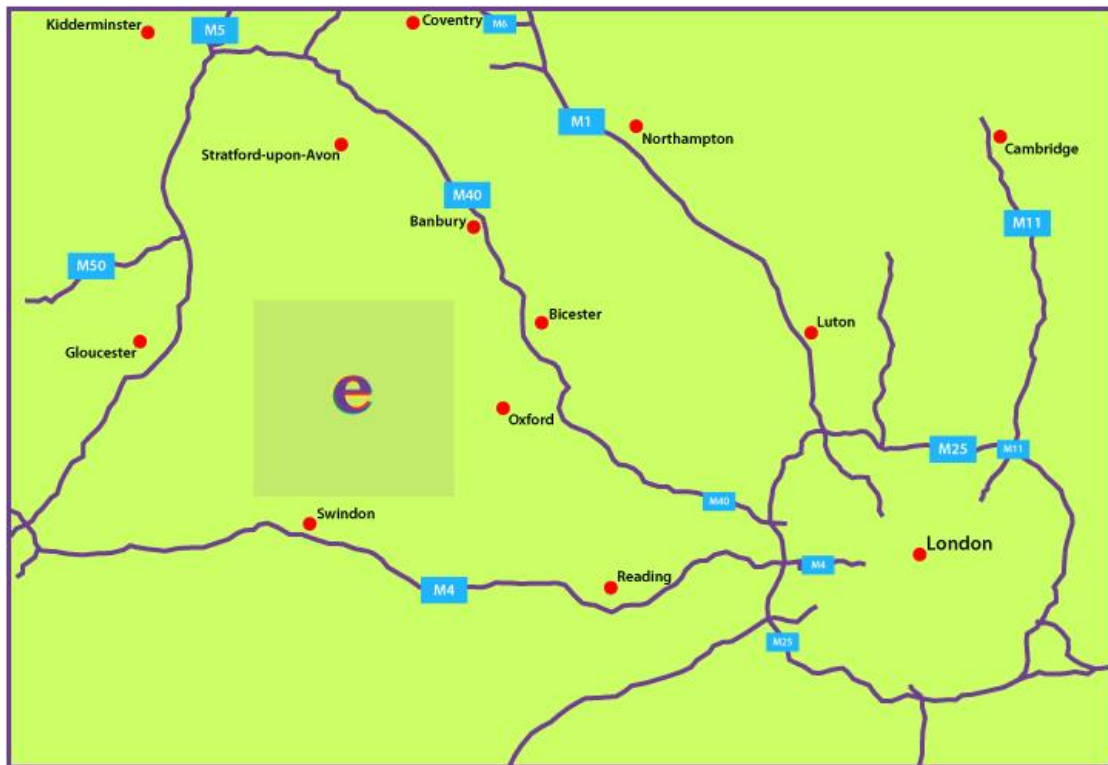 Kidderminster
M5
Coventry
M6
M1
Northampton
Cambridge
Stratford-upon-Avon
M40
Banbury
M11
M50
Bicester
Luton
Gloucester
e
Oxford
M25
M11
M40
Swindon
London
M4
Reading
M4
M25